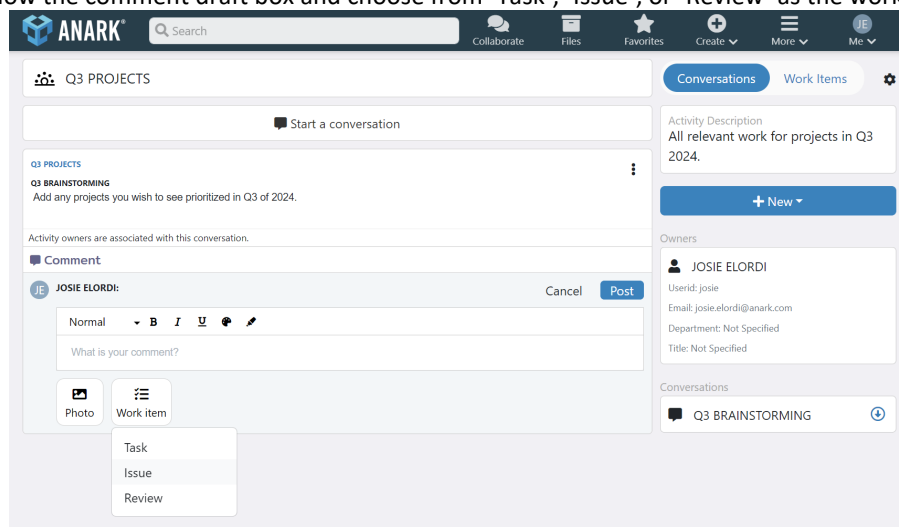 low the comment draft box and choose from "Task", "Issue", or "Review" as the work
ANARK
Search
Collaborate
Files
Favorites
Create
More
JE
Me
Q3 PROJECTS
Conversations
Work Items
Start a conversation
Activity Description
All relevant work for projects in Q3
2024.
Q3 PROJECTS
Q3 BRAINSTORMING
Add any projects you wish to see prioritized in Q3 of 2024.
Activity owners are associated with this conversation.
New
Owners
JOSIE ELORDI
Userid: josie
Email: josie.elordi@anark.com
Department: Not Specified
Title: Not Specified
Comment
JE
JOSIE ELORDI:
Cancel
Post
Normal
B I U
What is your comment?
Photo
Work item
Task
Issue
Review
Conversations
Q3 BRAINSTORMING